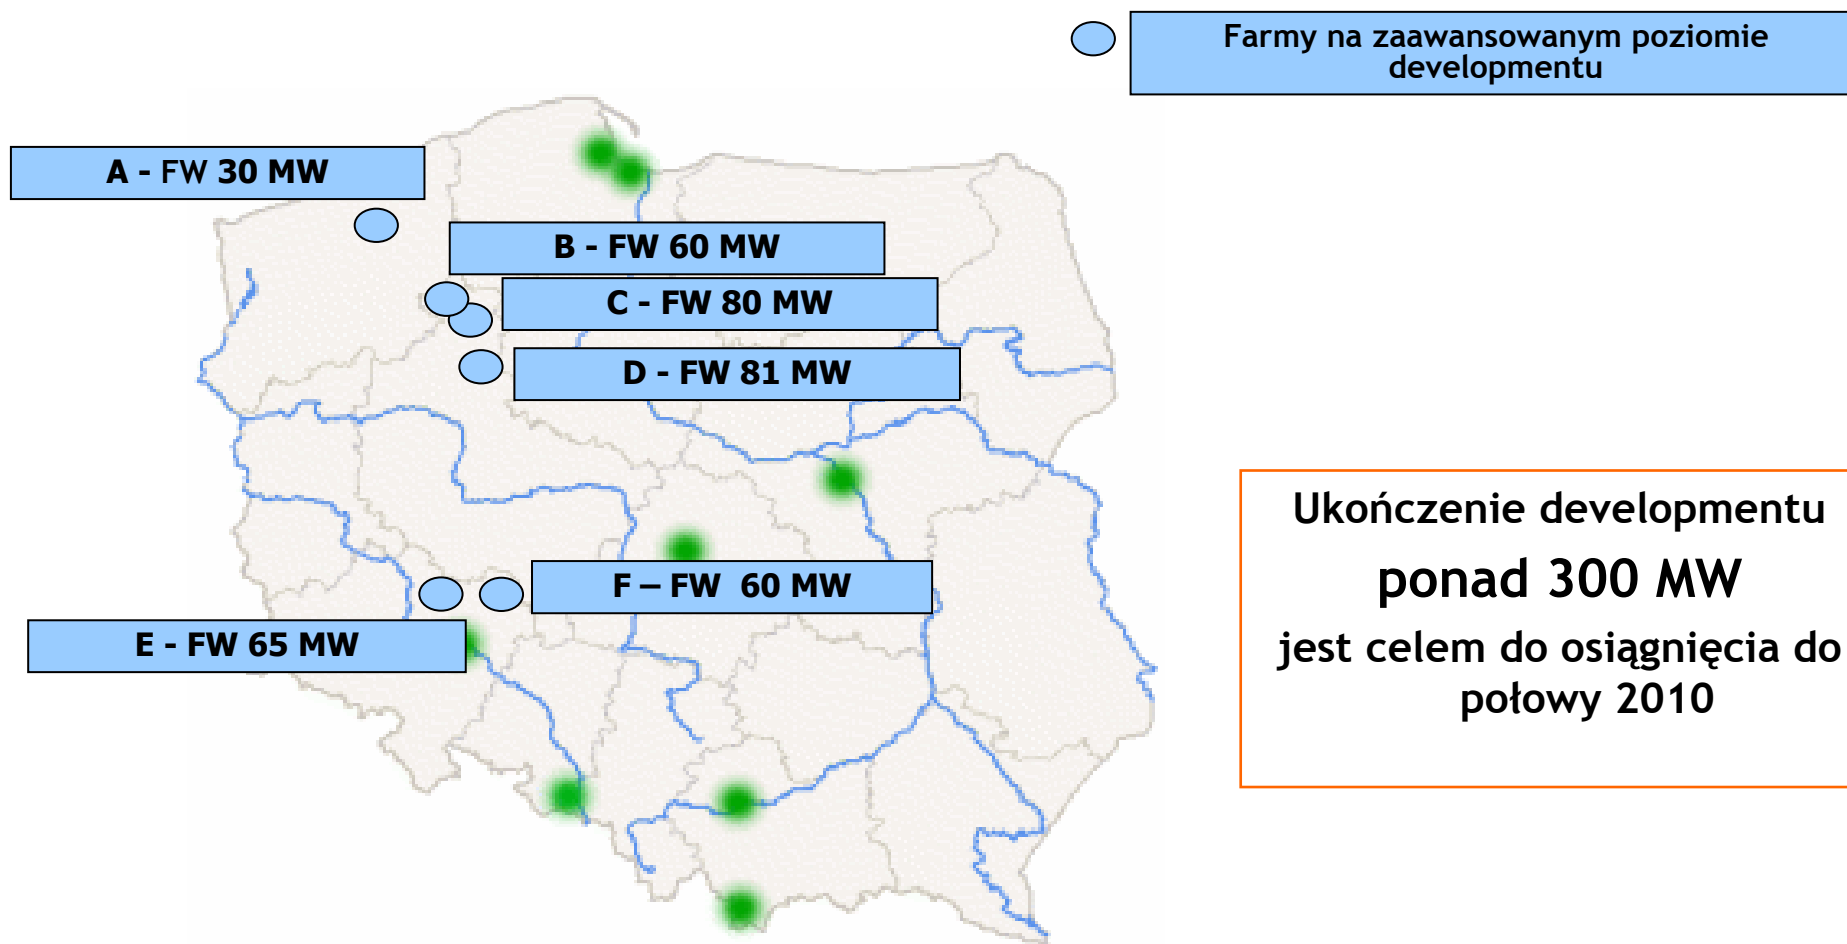 Farmy na zaawansowanym poziomie
developmentu
A - FW 30 MW
B - FW 60 MW
C - FW 80 MW
D - FW 81 MW
F – FW  60 MW
E - FW 65 MW
Ukończenie developmentu
ponad 300 MW
jest celem do osiągnięcia do
połowy 2010